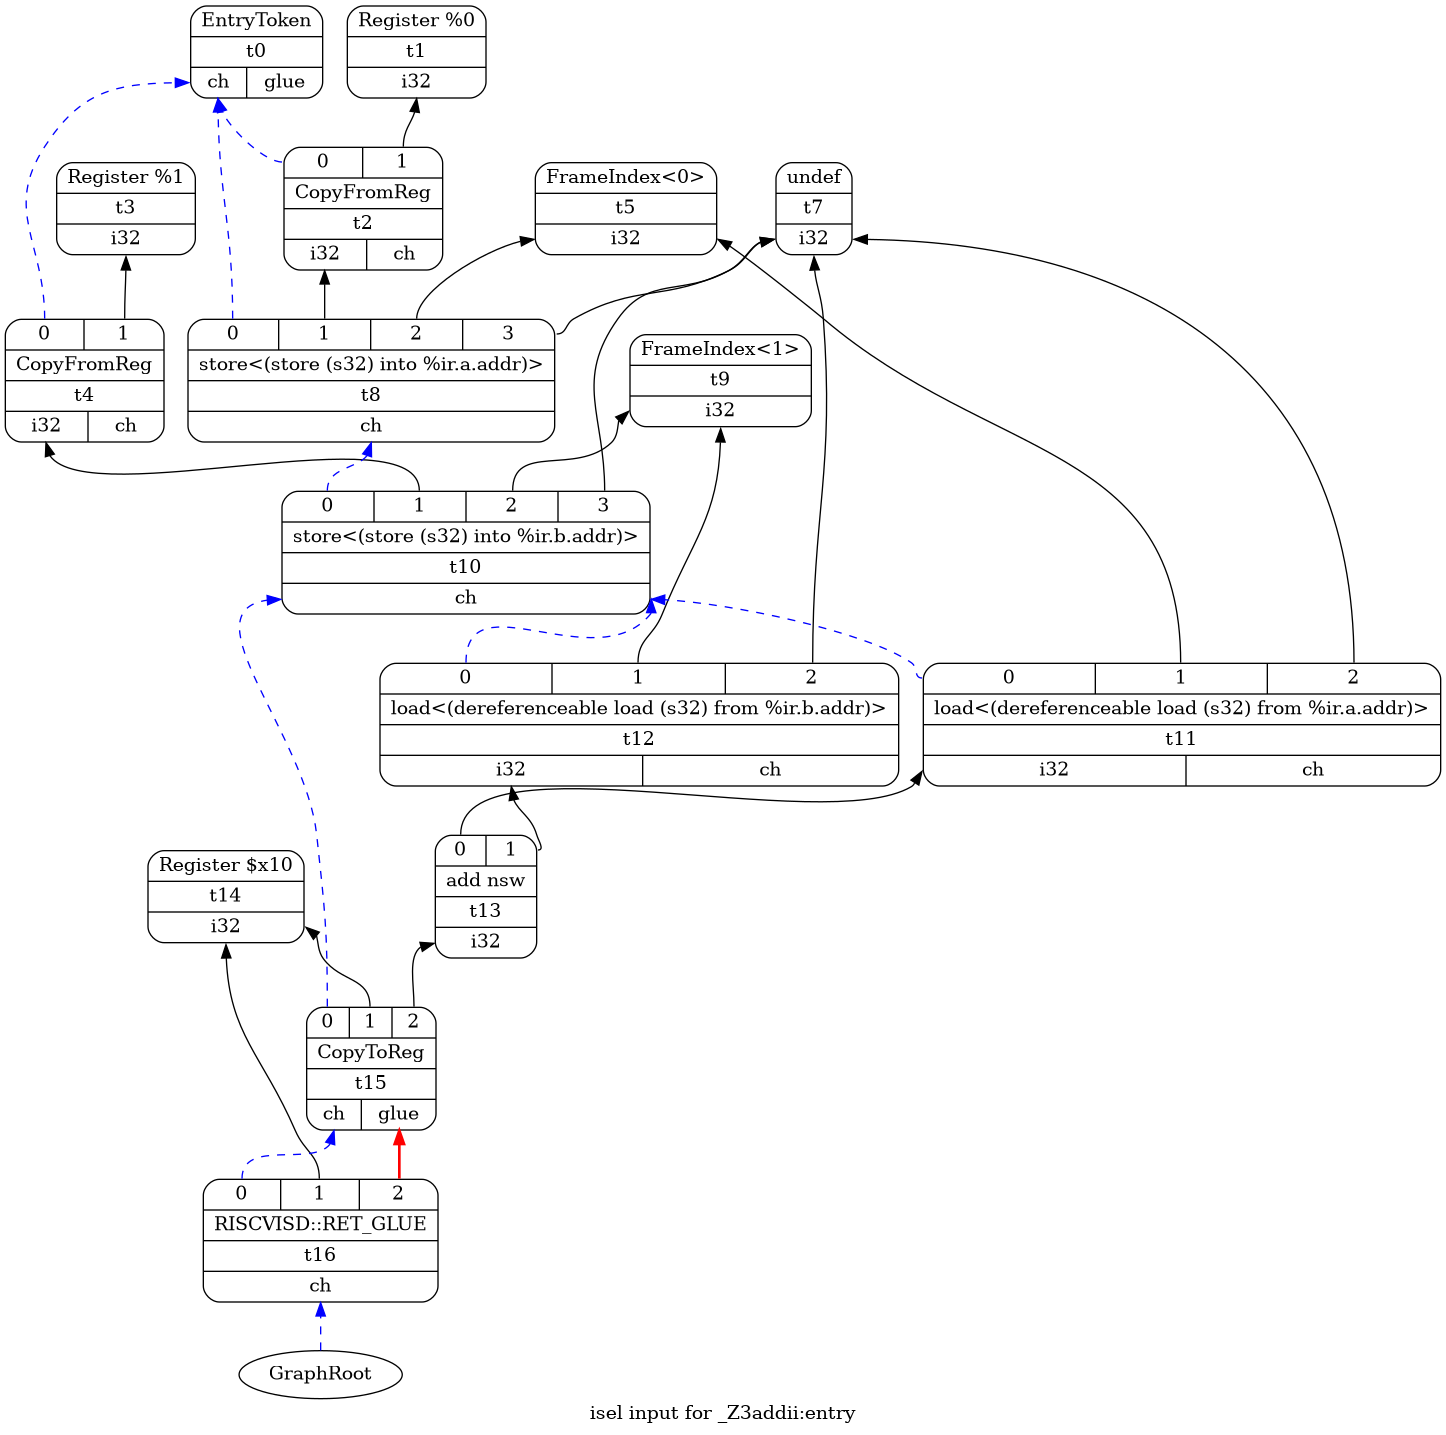 EntryToken
t0
ch glue
Register %0
t1
i32
Register %1
t3
i32
0 1
CopyFromReg
t2
i32 ch
FrameIndex<0>
t5
i32
undef
t7
i32
0 1
CopyFromReg
t4
i32 ch
0 1 2 3
store<(store (s32) into %ir.a.addr)>
t8
ch
FrameIndex<1>
t9
i32
0 1 2 3
store<(store (s32) into %ir.b.addr)>
t10
ch
0 1 2
load<(dereferenceable load (s32) from %ir.b.addr)>
t12
i32 ch
0 1 2
load<(dereferenceable load (s32) from %ir.a.addr)>
t11
i32 ch
Register $x10
t14
i32
0 1
add nsw
t13
i32
0 1 2
CopyToReg
t15
ch glue
0 1 2
RISCVISD::RET_GLUE
t16
ch
GraphRoot
isel input for _Z3addii:entry